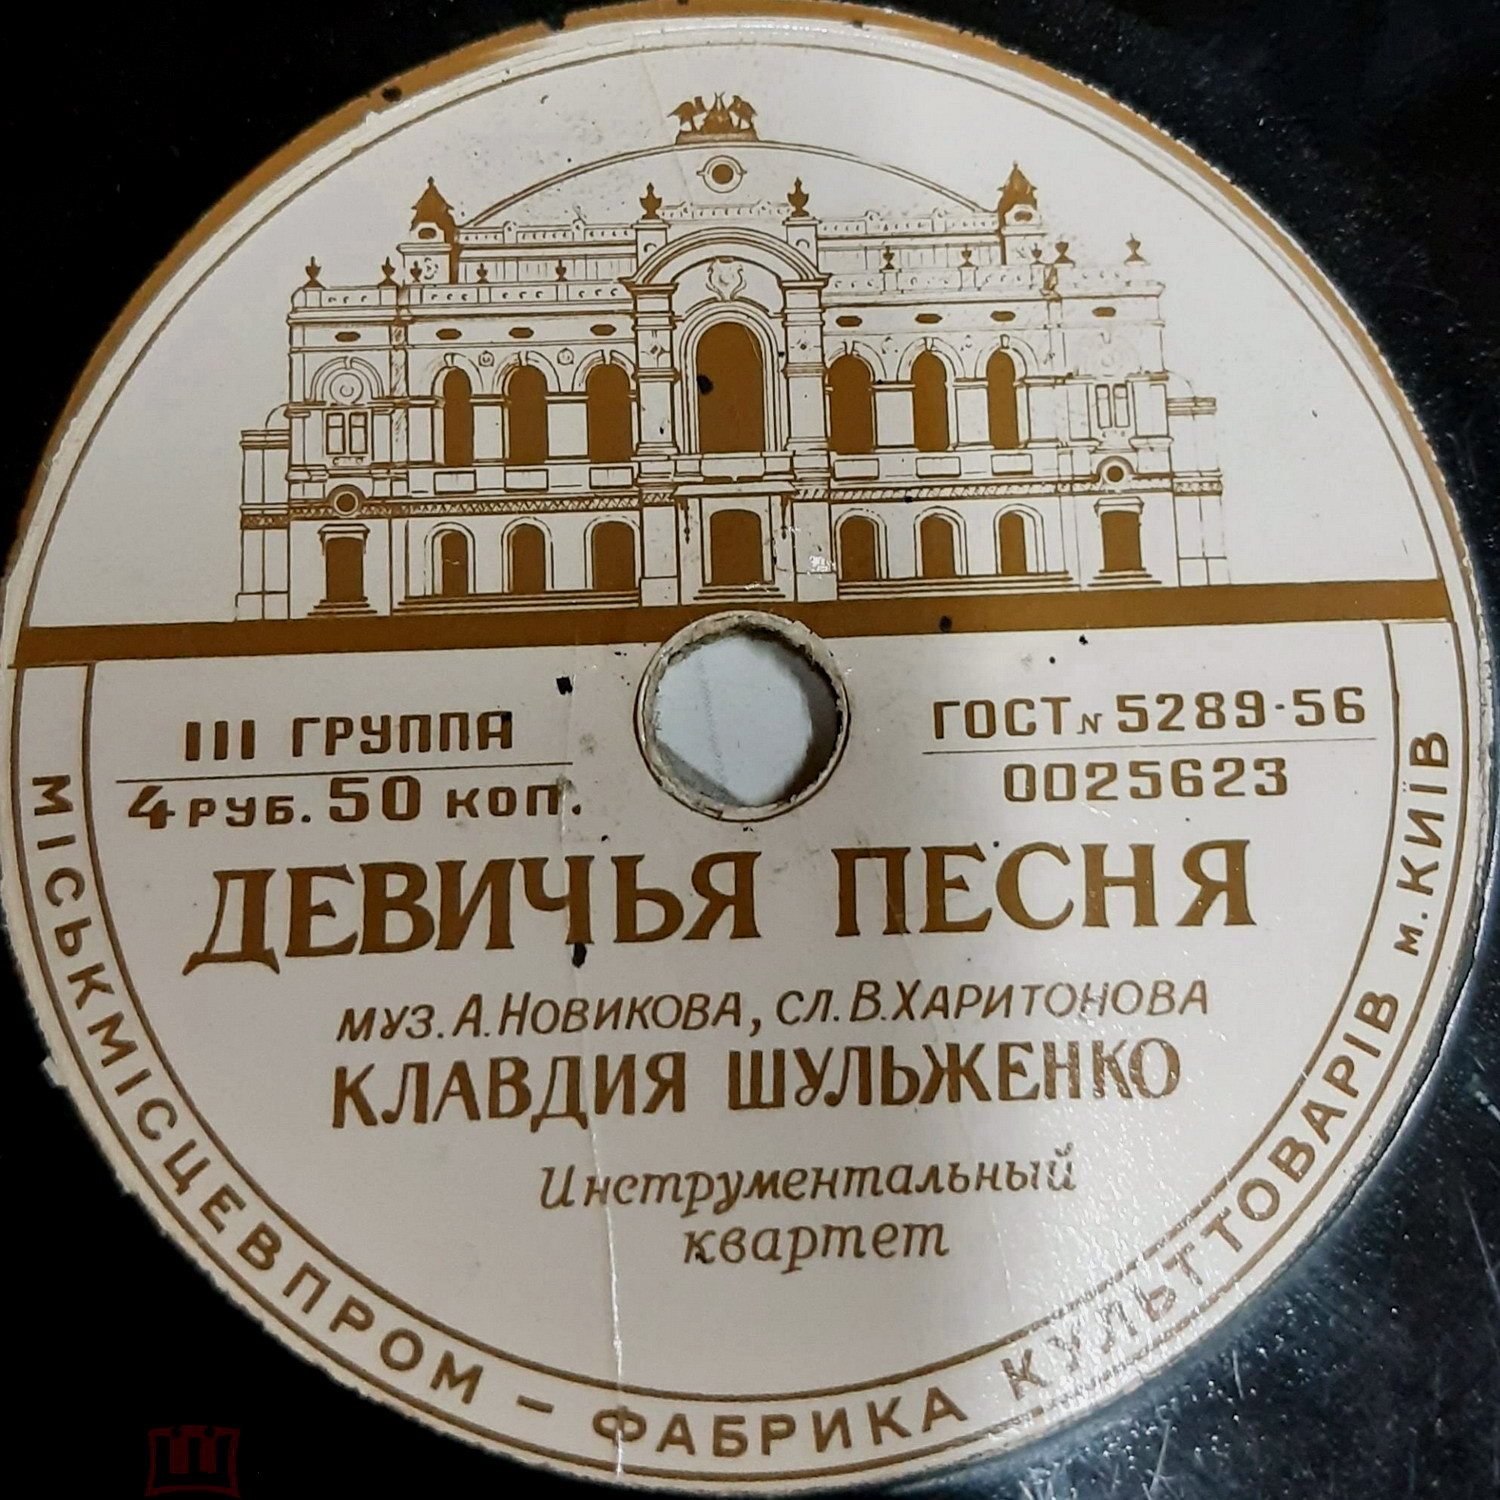 III ГРУППА
4 РУБ. 50 КОП.
ГОСТ N 5289-56
0025623
ДЕВИЧЬЯ ПЕСНЯ
МУЗ. А. НОВИКОВА, СЛ. В. ХАРИТОНОВА
КЛАВДИЯ ШУЛЬЖЕНКО
Инструментальный
квартет
МІСЬКМІСЦЕВПРОМ – ФАБРИКА КУЛЬТТОВАРІВ м. КИЇВ